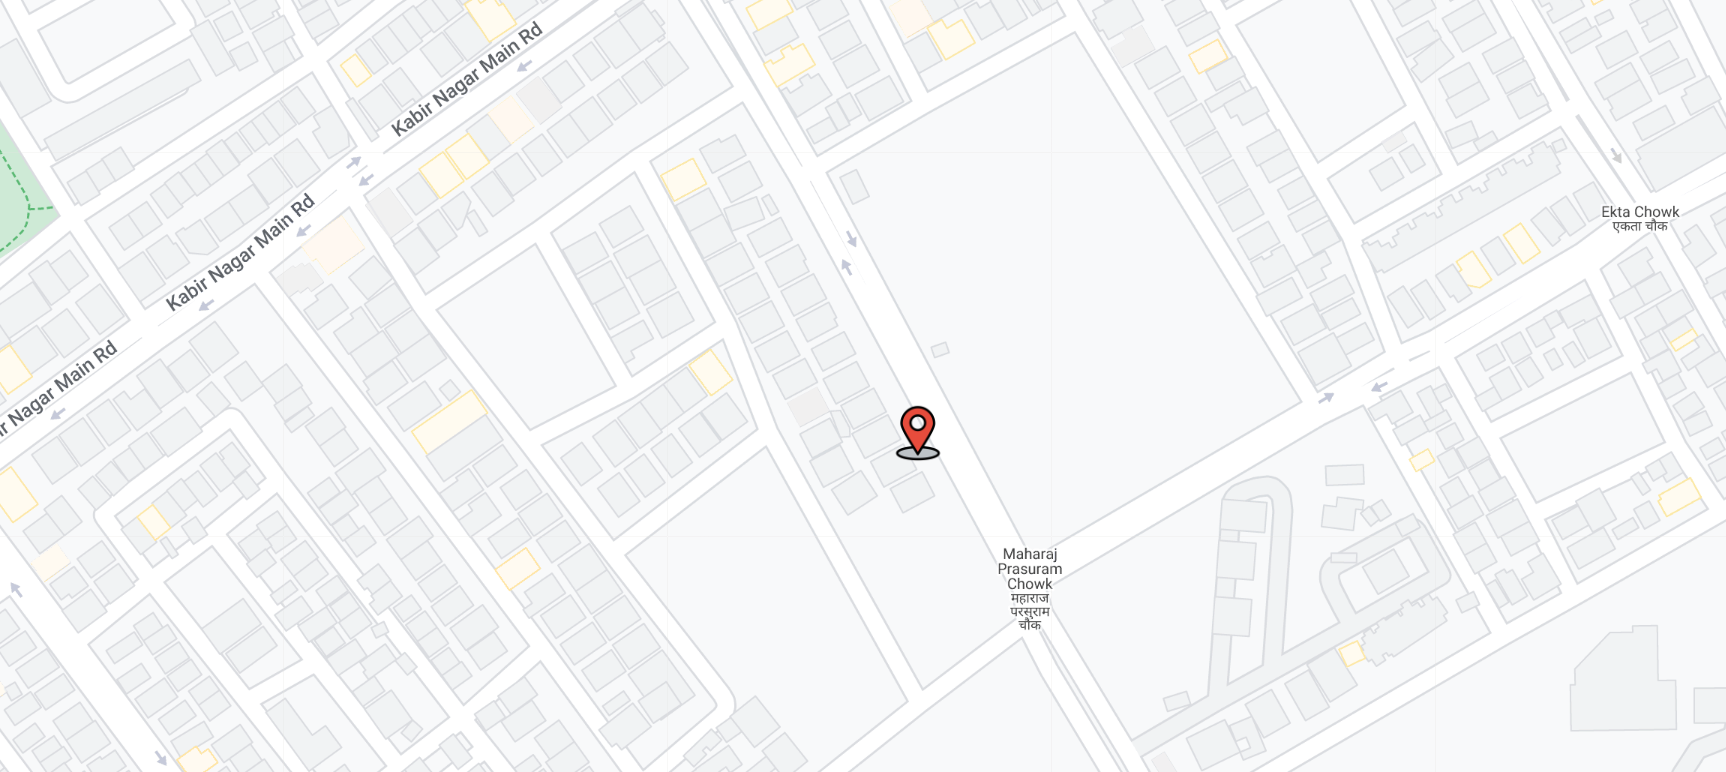 Kabir Nagar Main Rd
Kabir Nagar Main Rd
ir Nagar Main Rd
Ekta Chowk
एकता चौक
Maharaj
Prasuram
Chowk
महाराज
परसुराम
चौक